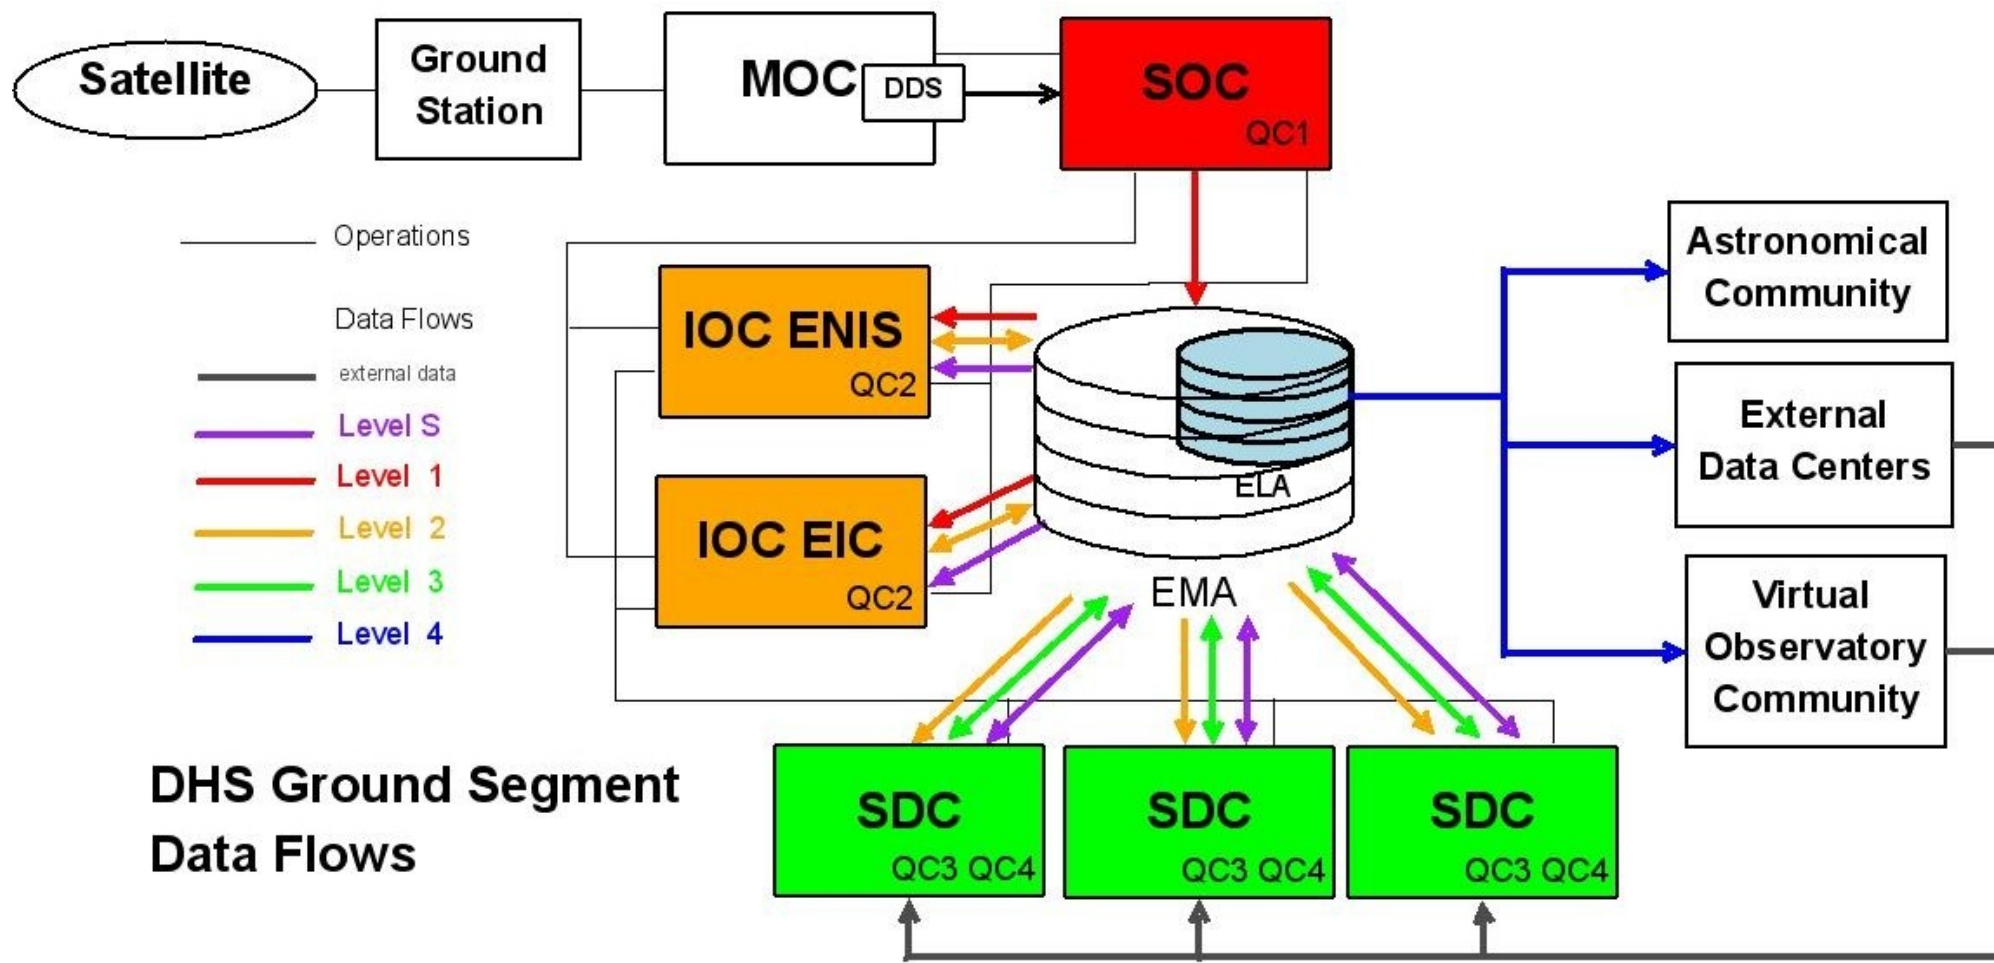 Satellite
Ground
Station
MOC
DDS
SOC
QC1
Operations
Data Flows
external data
Level S
Level 1
Level 2
Level 3
Level 4
IOC ENIS
QC2
IOC EIC
QC2
ELA
EMA
Astronomical
Community
External
Data Centers
Virtual
Observatory
Community
DHS Ground Segment
Data Flows
SDC
QC3 QC4
SDC
QC3 QC4
SDC
QC3 QC4